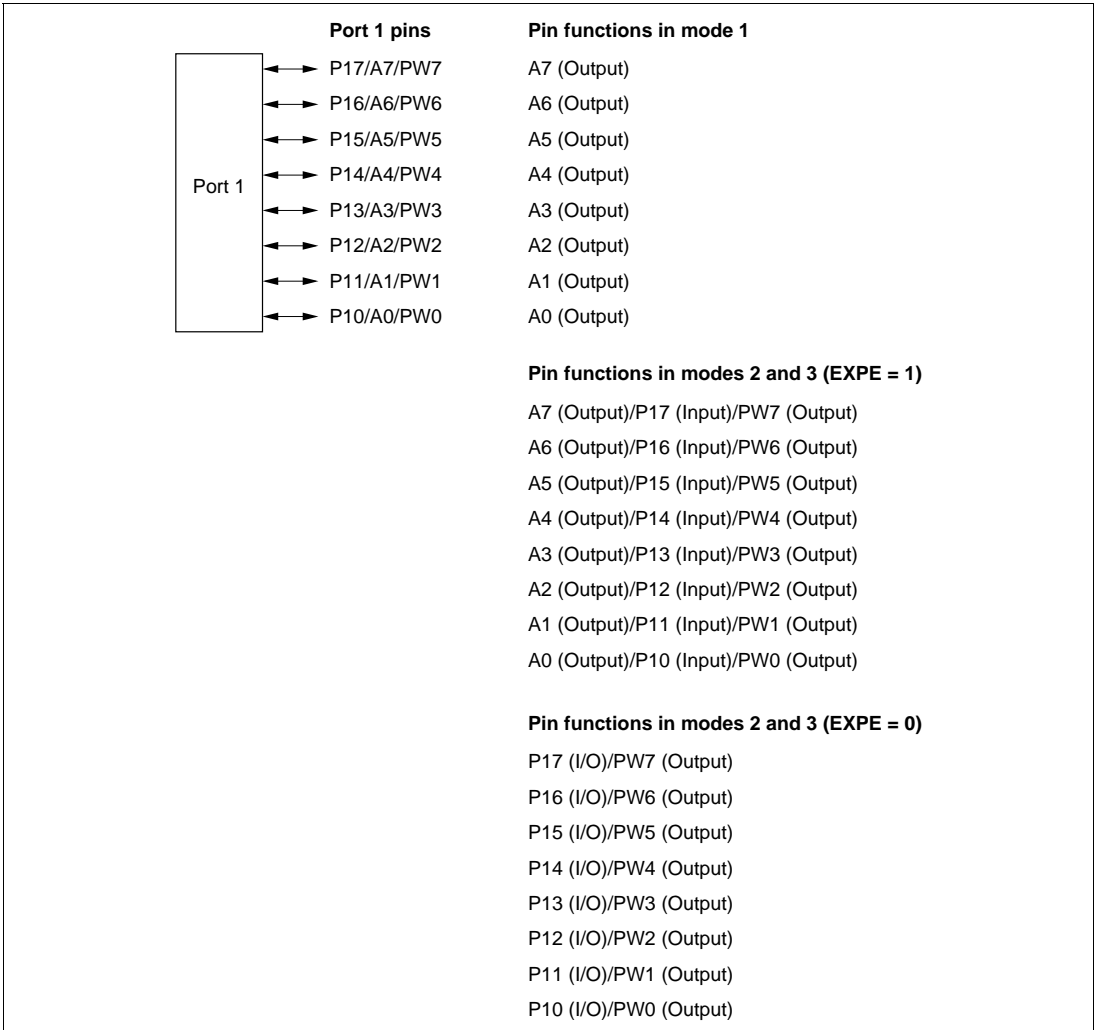 Port 1 pins Pin functions in mode 1
P17/A7/PW7 A7 (Output)
P16/A6/PW6 A6 (Output)
P15/A5/PW5 A5 (Output)
P14/A4/PW4 A4 (Output)
Port 1
P13/A3/PW3 A3 (Output)
P12/A2/PW2 A2 (Output)
P11/A1/PW1 A1 (Output)
P10/A0/PW0 A0 (Output)
Pin functions in modes 2 and 3 (EXPE = 1)
A7 (Output)/P17 (Input)/PW7 (Output)
A6 (Output)/P16 (Input)/PW6 (Output)
A5 (Output)/P15 (Input)/PW5 (Output)
A4 (Output)/P14 (Input)/PW4 (Output)
A3 (Output)/P13 (Input)/PW3 (Output)
A2 (Output)/P12 (Input)/PW2 (Output)
A1 (Output)/P11 (Input)/PW1 (Output)
A0 (Output)/P10 (Input)/PW0 (Output)
Pin functions in modes 2 and 3 (EXPE = 0)
P17 (I/O)/PW7 (Output)
P16 (I/O)/PW6 (Output)
P15 (I/O)/PW5 (Output)
P14 (I/O)/PW4 (Output)
P13 (I/O)/PW3 (Output)
P12 (I/O)/PW2 (Output)
P11 (I/O)/PW1 (Output)
P10 (I/O)/PW0 (Output)